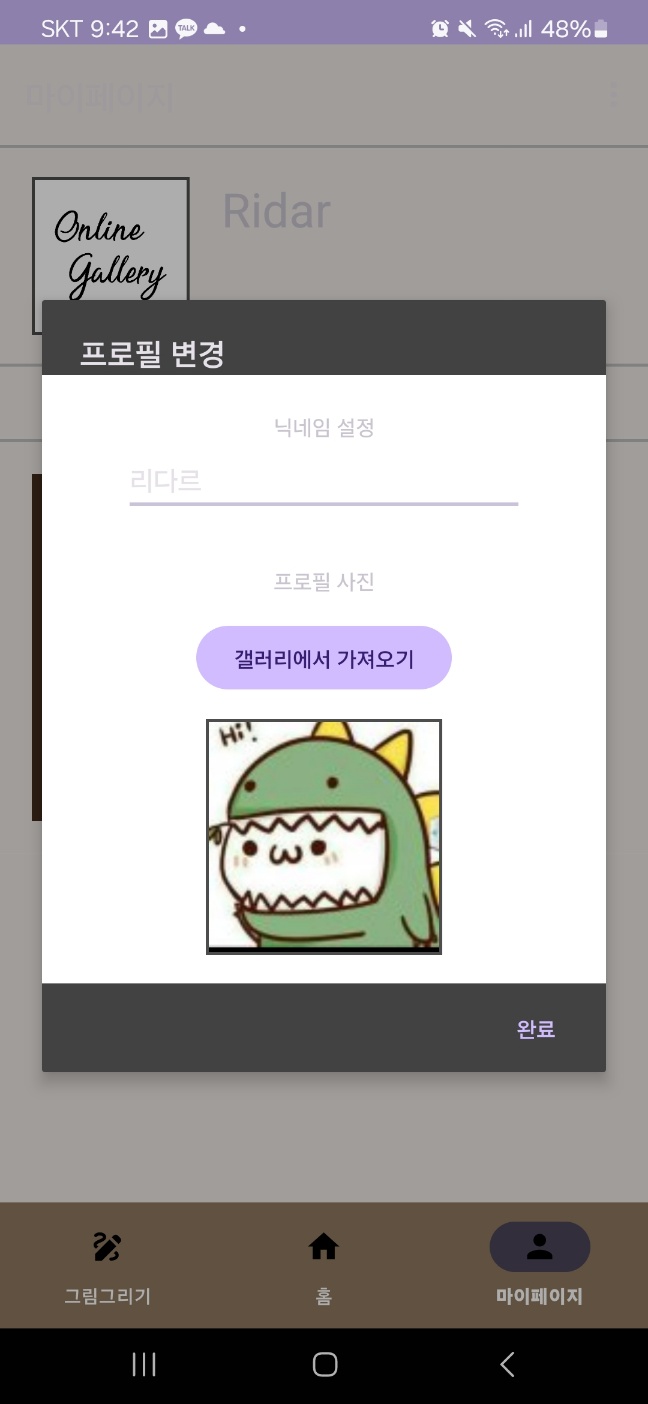 SKT 9:42
TALK
48%
마이페이지
Ridar
Online
Gallery
프로필 변경
닉네임 설정
리다르
프로필 사진
갤러리에서 가져오기
Hi!
완료
그림그리기
홈
마이페이지